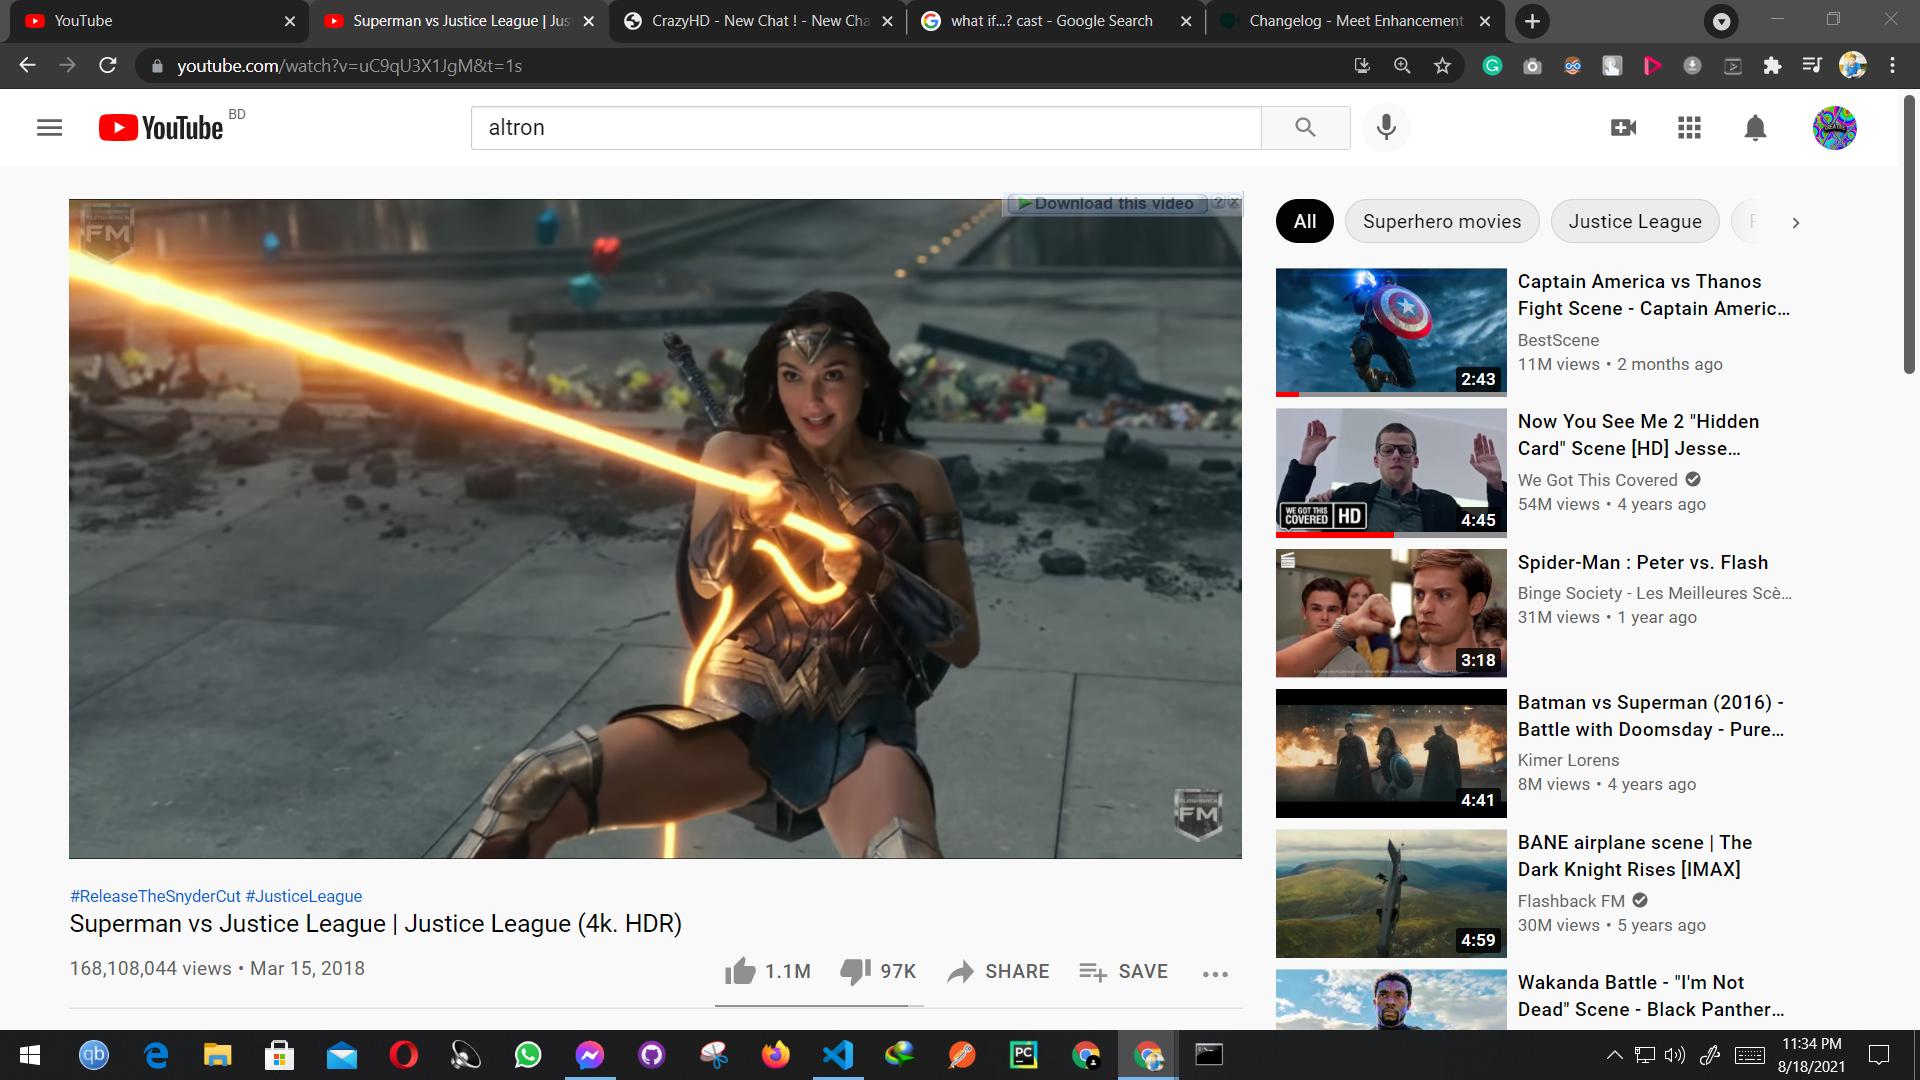 YouTube
Superman vs Justice League | Jus
CrazyHD - New Chat ! - New Cha
what if...? cast - Google Search
Changelog - Meet Enhancement
youtube.com/watch?v=uC9qU3X1JgM&t=1s
YouTube BD
altron
Download this video
FM
FLASHBACK
FM
#ReleaseTheSnyderCut #JusticeLeague
Superman vs Justice League | Justice League (4k. HDR)
168,108,044 views • Mar 15, 2018
1.1M 97K SHARE SAVE
All Superhero movies Justice League
2:43
Captain America vs Thanos
Fight Scene - Captain Americ...
BestScene
11M views • 2 months ago
WE GOT THIS
COVERED HD
4:45
Now You See Me 2 "Hidden
Card" Scene [HD] Jesse...
We Got This Covered
54M views • 4 years ago
3:18
Spider-Man : Peter vs. Flash
Binge Society - Les Meilleures Scè...
31M views • 1 year ago
4:41
Batman vs Superman (2016) -
Battle with Doomsday - Pure...
Kimer Lorens
8M views • 4 years ago
4:59
BANE airplane scene | The
Dark Knight Rises [IMAX]
Flashback FM
30M views • 5 years ago
Wakanda Battle - "I'm Not
Dead" Scene - Black Panther...
qb
PC
11:34 PM
8/18/2021